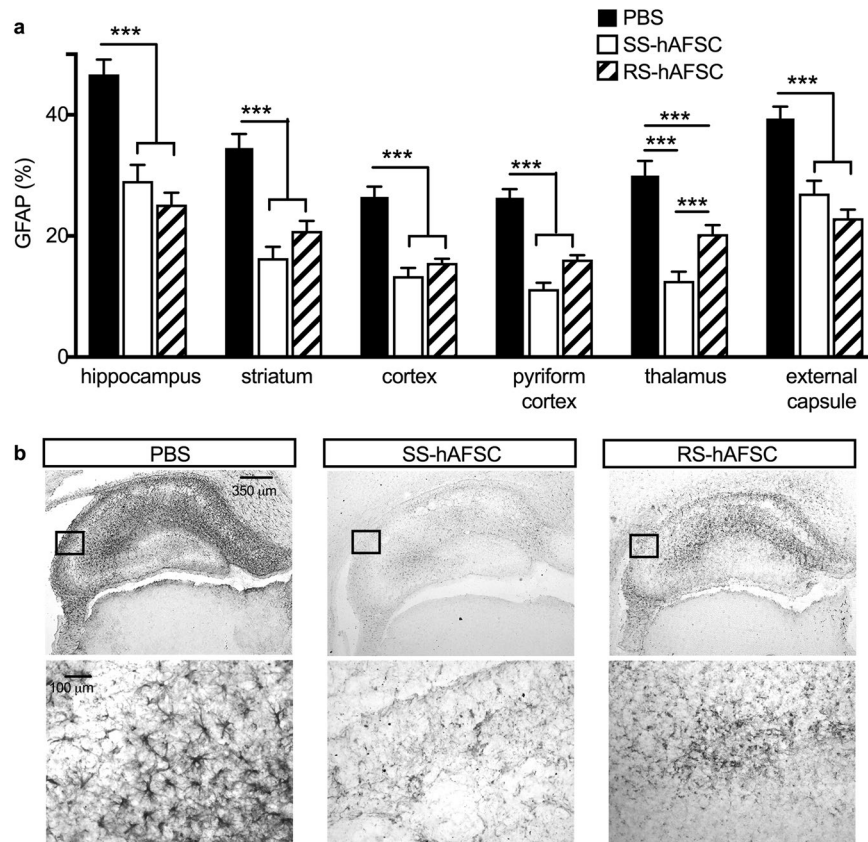 a
PBS
SS-hAFSC
RS-hAFSC
GFAP (%)
40
20
0
***
***
***
***
***
***
***
***
hippocampus
striatum
cortex
pyriform
cortex
thalamus
external
capsule
b
PBS
SS-hAFSC
RS-hAFSC
350 µm
100 µm